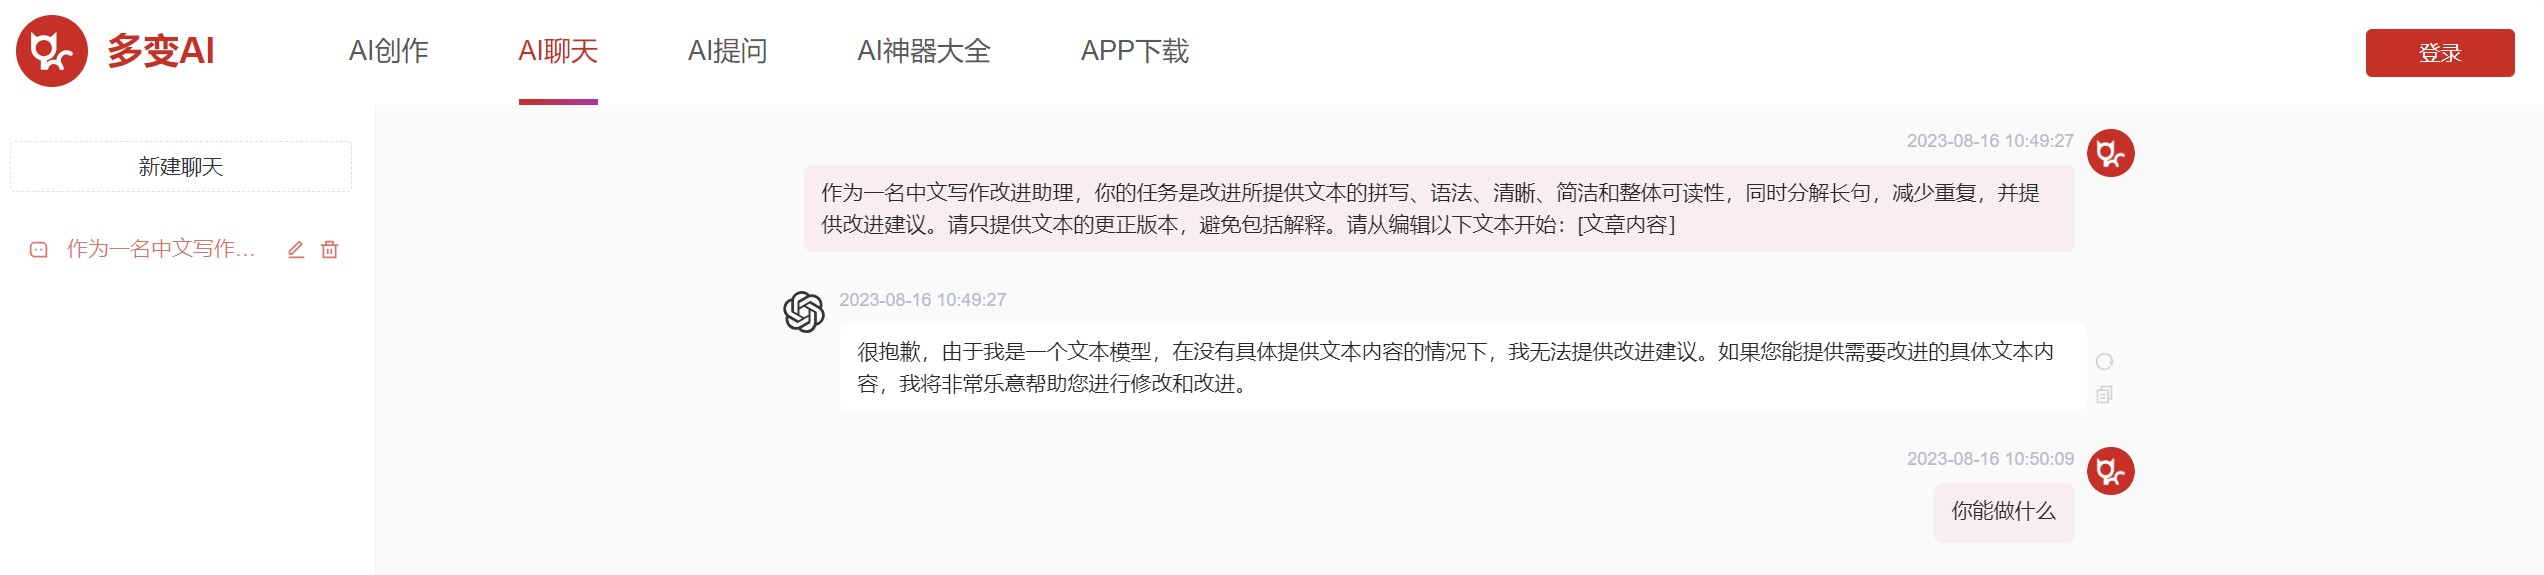 多变AI
AI创作
AI聊天
AI提问
AI神器大全
APP下载
登录
新建聊天
作为一名中文写作...
2023-08-16 10:49:27
作为一名中文写作改进助理，你的任务是改进所提供文本的拼写、语法、清晰、简洁和整体可读性，同时分解长句，减少重复，并提
供改进建议。请只提供文本的更正版本，避免包括解释。请从编辑以下文本开始：[文章内容]
2023-08-16 10:49:27
很抱歉，由于我是一个文本模型，在没有具体提供文本内容的情况下，我无法提供改进建议。如果您能提供需要改进的具体文本内
容，我将非常乐意帮助您进行修改和改进。
2023-08-16 10:50:09
你能做什么